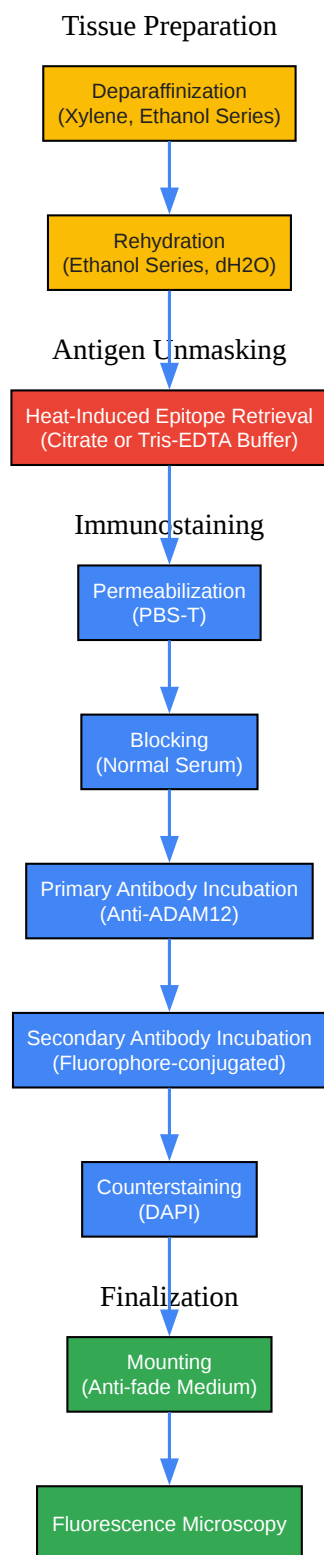 Tissue Preparation
Deparaffinization
(Xylene, Ethanol Series)
Rehydration
(Ethanol Series, dH2O)
Antigen Unmasking
Heat-Induced Epitope Retrieval
(Citrate or Tris-EDTA Buffer)
Immunostaining
Permeabilization
(PBS-T)
Blocking
(Normal Serum)
Primary Antibody Incubation
(Anti-ADAM12)
Secondary Antibody Incubation
(Fluorophore-conjugated)
Counterstaining
(DAPI)
Finalization
Mounting
(Anti-fade Medium)
Fluorescence Microscopy